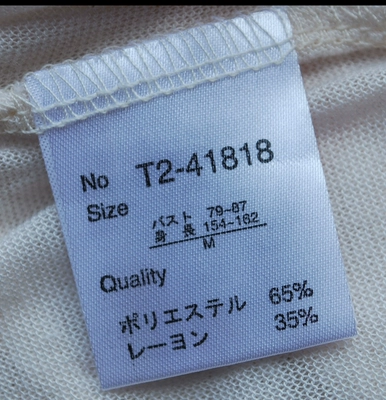 No T2-41818
Size
バスト 79~87
身長 154~162
M
Quality
ポリエステル 65%
レーヨン 35%